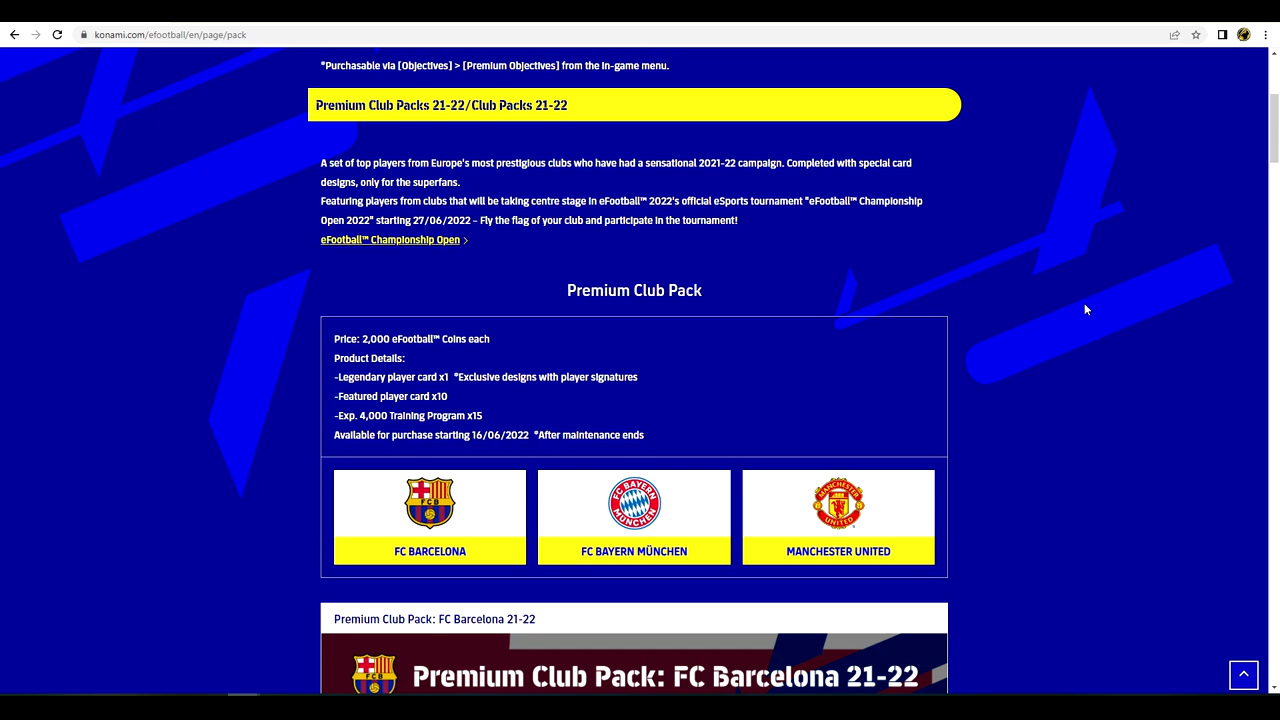 konami.com/efootball/en/page/pack
*Purchasable via [Objectives] > [Premium Objectives] from the in-game menu.
Premium Club Packs 21-22/Club Packs 21-22
A set of top players from Europe's most prestigious clubs who have had a sensational 2021-22 campaign. Completed with special card
designs, only for the superfans.
Featuring players from clubs that will be taking centre stage in eFootball™ 2022's official eSports tournament "eFootball™ Championship
Open 2022" starting 27/06/2022 – Fly the flag of your club and participate in the tournament!
eFootball™ Championship Open >
Premium Club Pack
Price: 2,000 eFootball™ Coins each
Product Details:
-Legendary player card x1 *Exclusive designs with player signatures
-Featured player card x10
-Exp. 4,000 Training Program x15
Available for purchase starting 16/06/2022 *After maintenance ends
FCB
FC BAYERN MÜNCHEN
MANCHESTER UNITED
FC BARCELONA
FC BAYERN MÜNCHEN
MANCHESTER UNITED
Premium Club Pack: FC Barcelona 21-22
Premium Club Pack: FC Barcelona 21-22